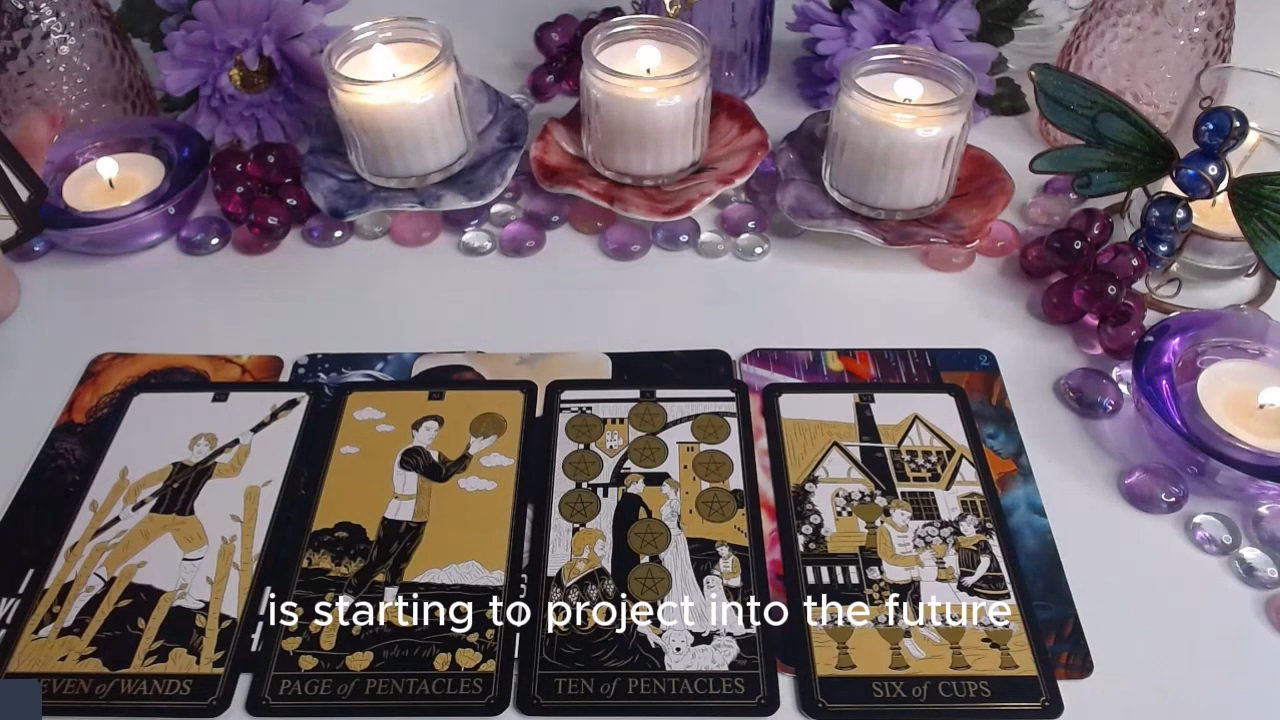 2
is starting to project into the future
EVEN of WANDS
PAGE of PENTACLES
TEN of PENTACLES
SIX of CUPS